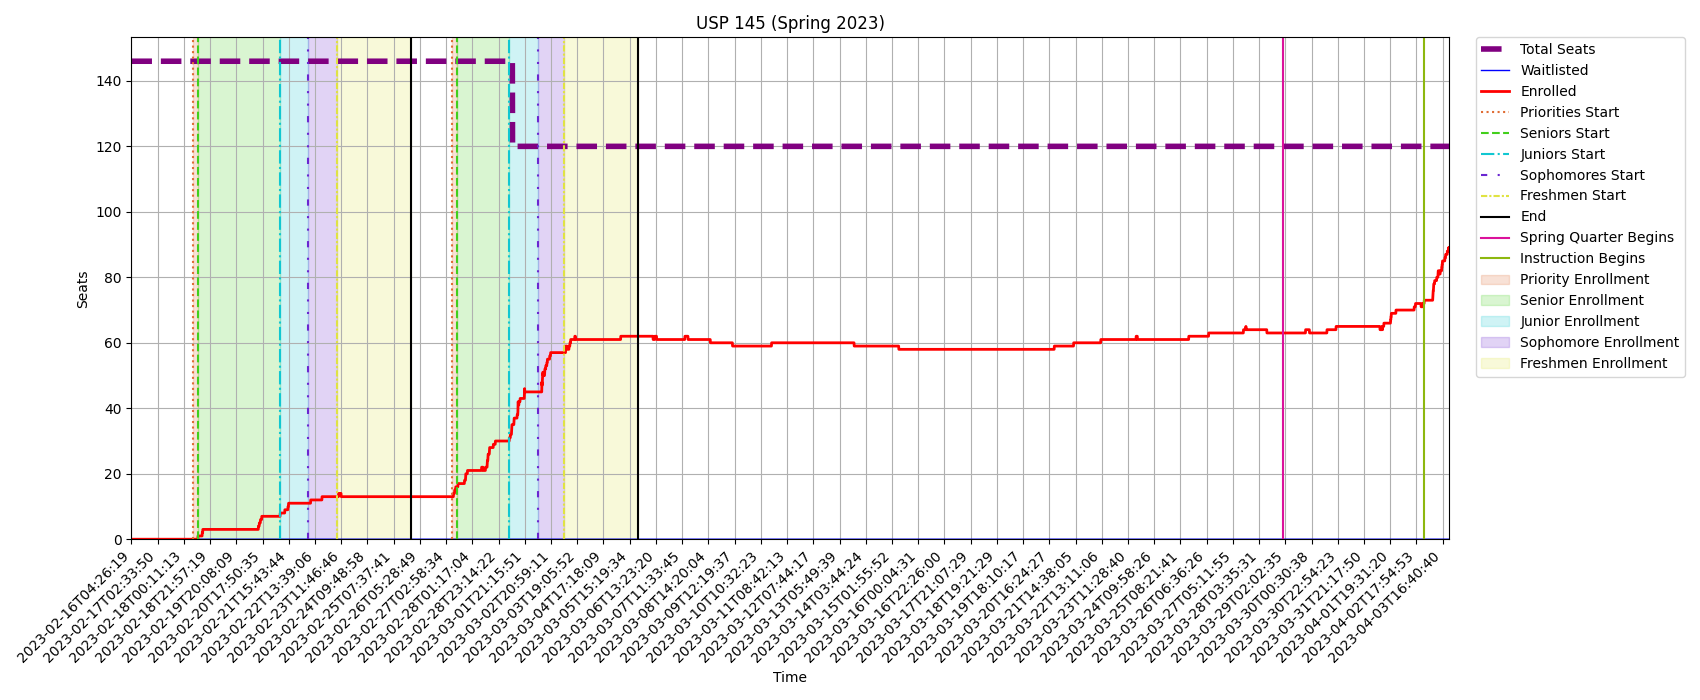 USP 145 (Spring 2023)
Seats
140
120
100
80
60
40
20
0
2023-02-16T04:26:19
2023-02-17T02:33:50
2023-02-18T00:11:13
2023-02-18T21:57:19
2023-02-19T20:08:09
2023-02-20T17:50:35
2023-02-21T15:43:44
2023-02-22T13:39:06
2023-02-23T11:46:46
2023-02-24T09:48:58
2023-02-25T07:37:41
2023-02-26T05:28:49
2023-02-27T02:58:34
2023-02-28T01:17:04
2023-02-28T23:14:22
2023-03-01T21:15:51
2023-03-02T20:59:11
2023-03-03T19:05:52
2023-03-04T17:18:09
2023-03-05T15:19:34
2023-03-06T13:23:20
2023-03-07T11:33:45
2023-03-08T14:20:04
2023-03-09T12:19:37
2023-03-10T10:32:23
2023-03-11T08:42:13
2023-03-12T07:44:17
2023-03-13T05:49:39
2023-03-14T03:44:24
2023-03-15T01:55:52
2023-03-16T00:04:31
2023-03-16T22:26:00
2023-03-17T21:07:29
2023-03-18T19:21:29
2023-03-19T18:10:17
2023-03-20T16:24:27
2023-03-21T14:38:05
2023-03-22T13:11:06
2023-03-23T11:28:40
2023-03-24T09:58:26
2023-03-25T08:21:41
2023-03-26T06:36:26
2023-03-27T05:11:55
2023-03-28T03:35:31
2023-03-29T02:02:35
2023-03-30T00:30:38
2023-03-30T22:54:23
2023-03-31T21:17:50
2023-04-01T19:31:20
2023-04-02T17:54:53
2023-04-03T16:40:40
Time
Total Seats
Waitlisted
Enrolled
Priorities Start
Seniors Start
Juniors Start
Sophomores Start
Freshmen Start
End
Spring Quarter Begins
Instruction Begins
Priority Enrollment
Senior Enrollment
Junior Enrollment
Sophomore Enrollment
Freshmen Enrollment